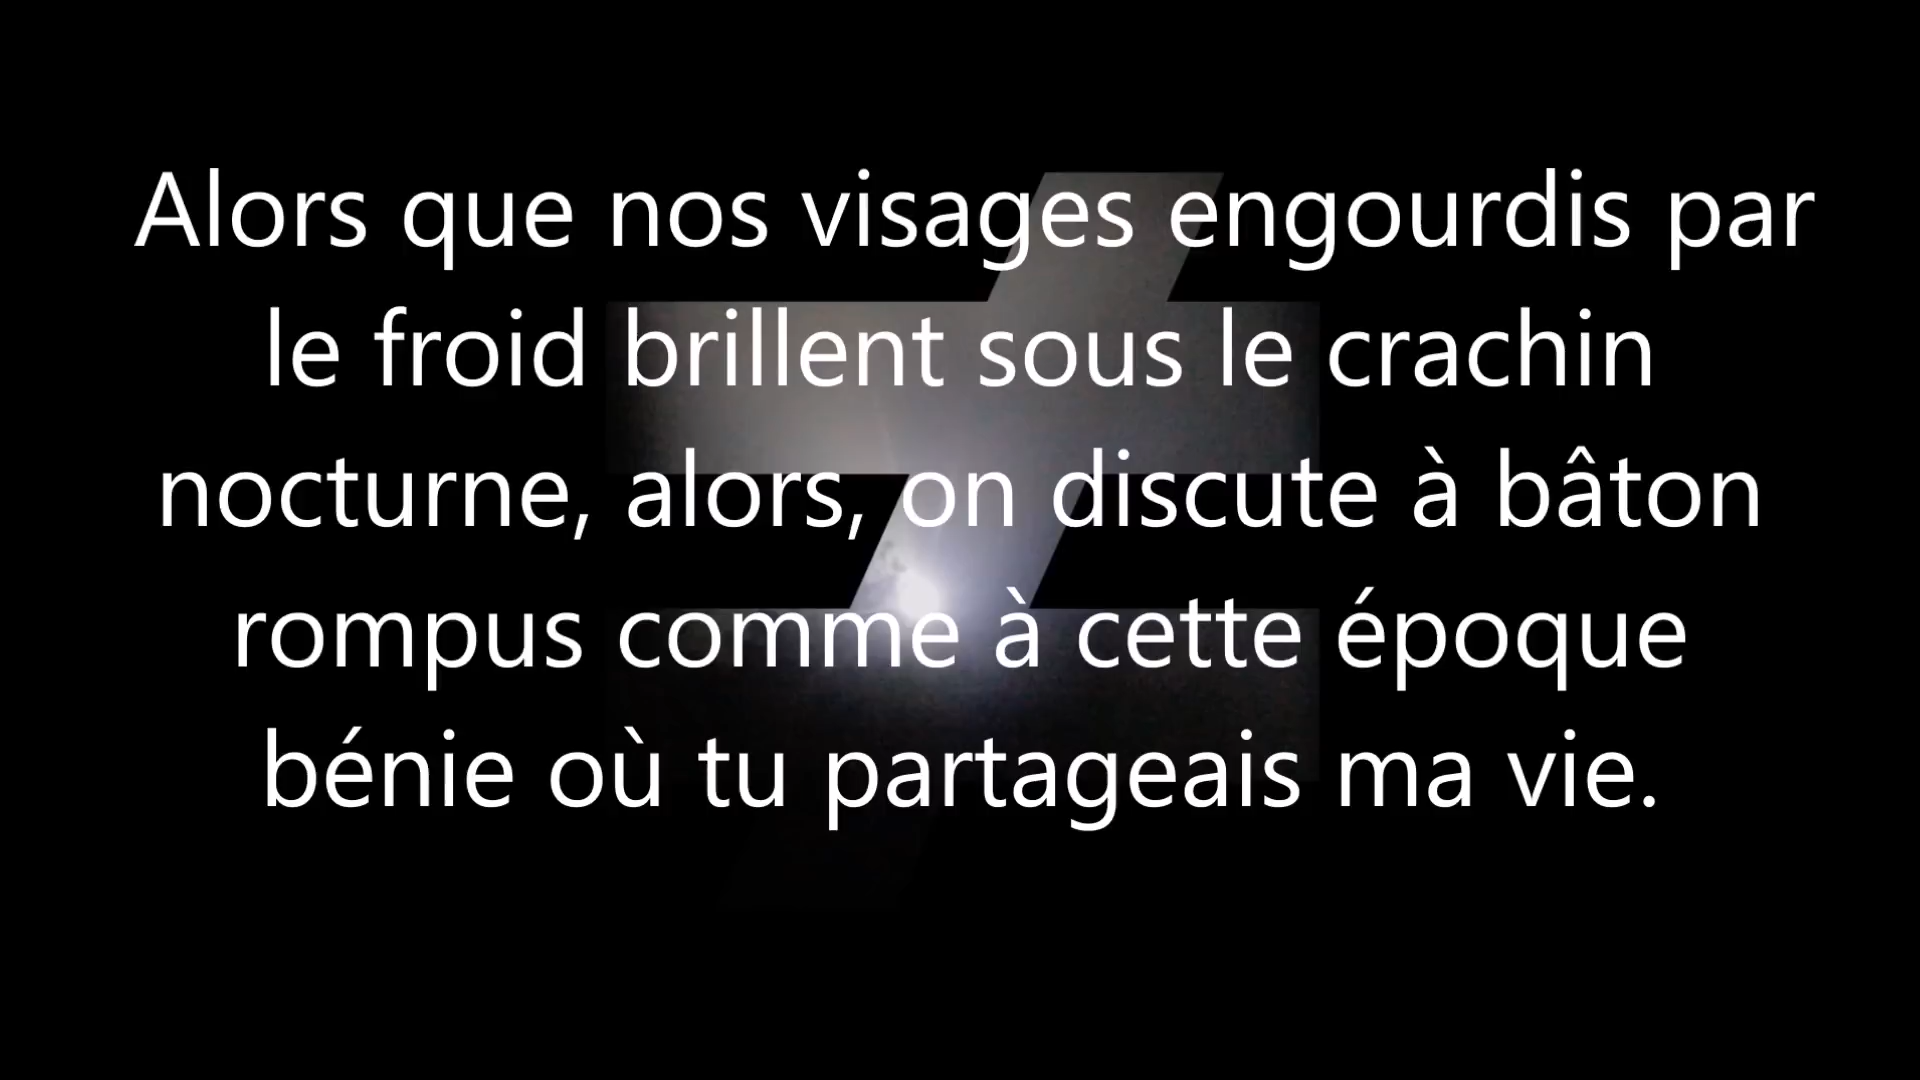 Alors que nos visages engourdis par
le froid brillent sous le crachin
nocturne, alors, on discute à bâton
rompus comme à cette époque
bénie où tu partageais ma vie.